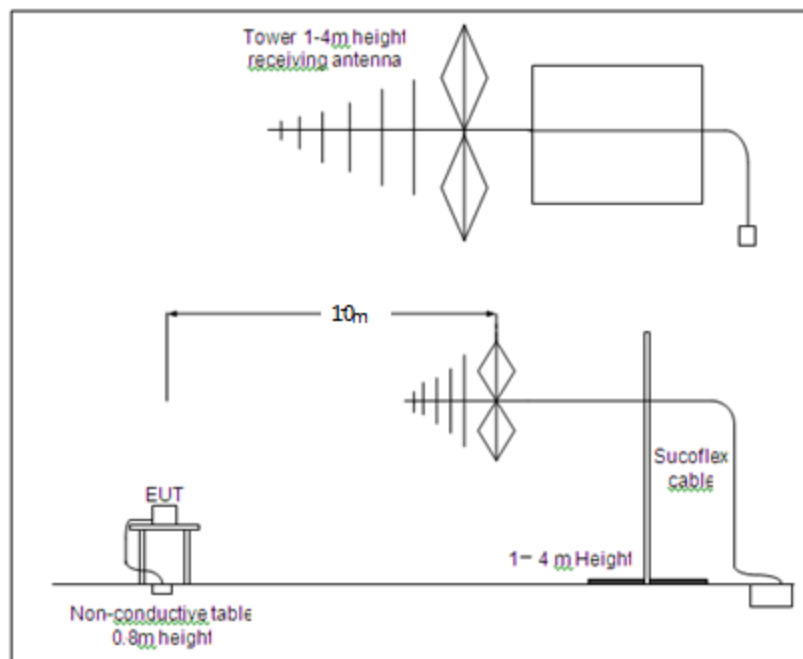 Tower 1-4m height
receiving antenna
10m
Sucoflex
cable
EUT
1– 4 m Height
Non-conductive table
0.8m height